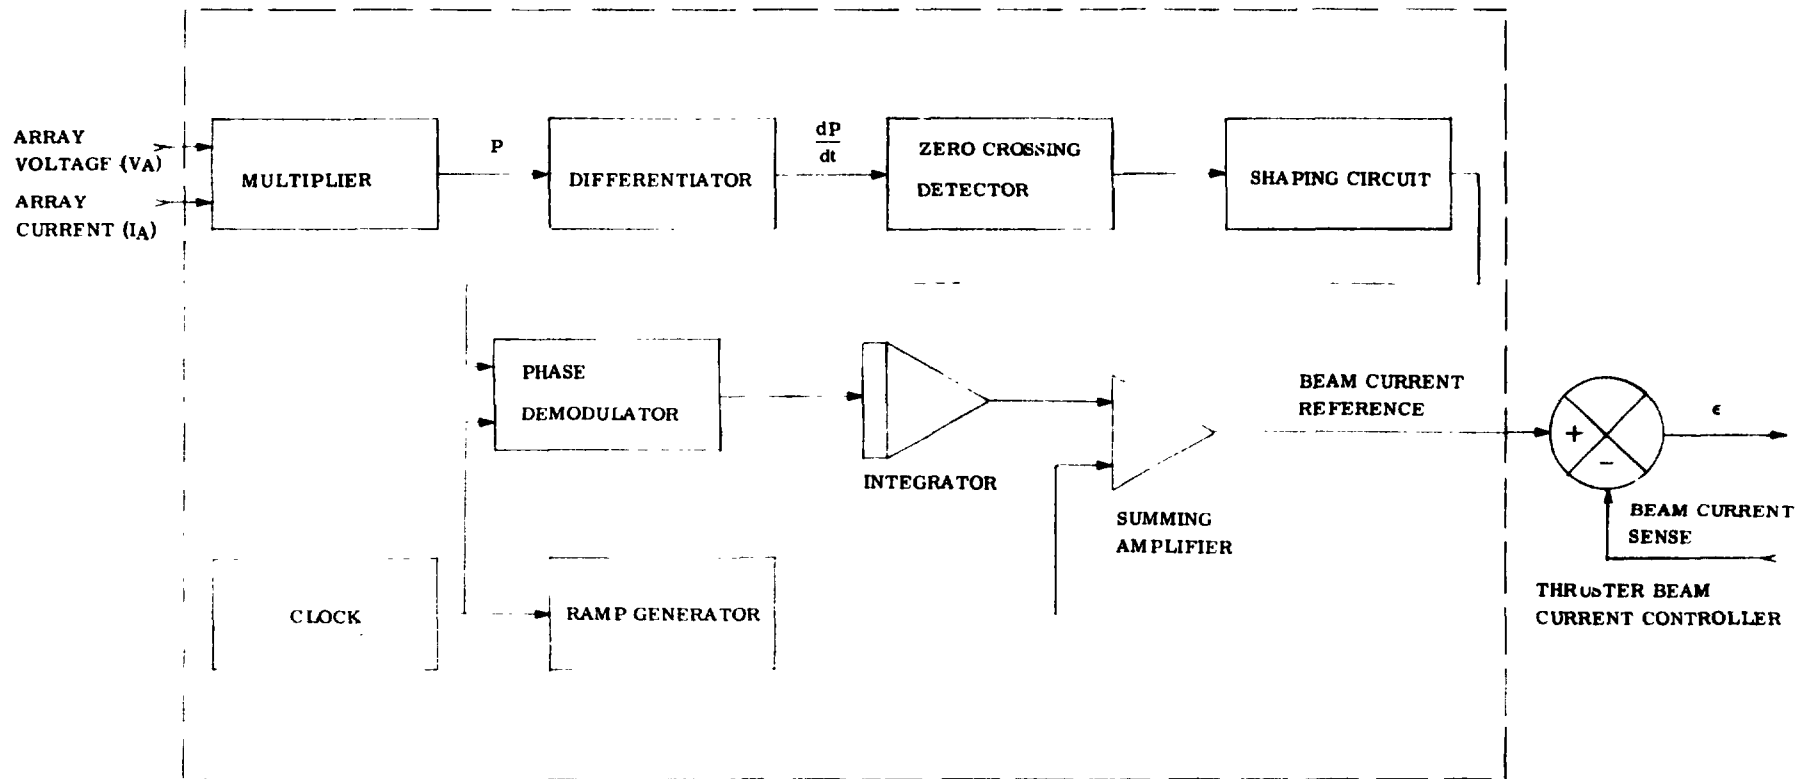 ARRAY
VOLTAGE (VA)
ARRAY
CURRENT (IA)
MULTIPLIER
P
DIFFERENTIATOR
dP
dt
ZERO CROSSING
DETECTOR
SHAPING CIRCUIT
PHASE
DEMODULATOR
INTEGRATOR
SUMMING
AMPLIFIER
BEAM CURRENT
REFERENCE
+
−
ϵ
BEAM CURRENT
SENSE
THRUSTER BEAM
CURRENT CONTROLLER
CLOCK
RAMP GENERATOR